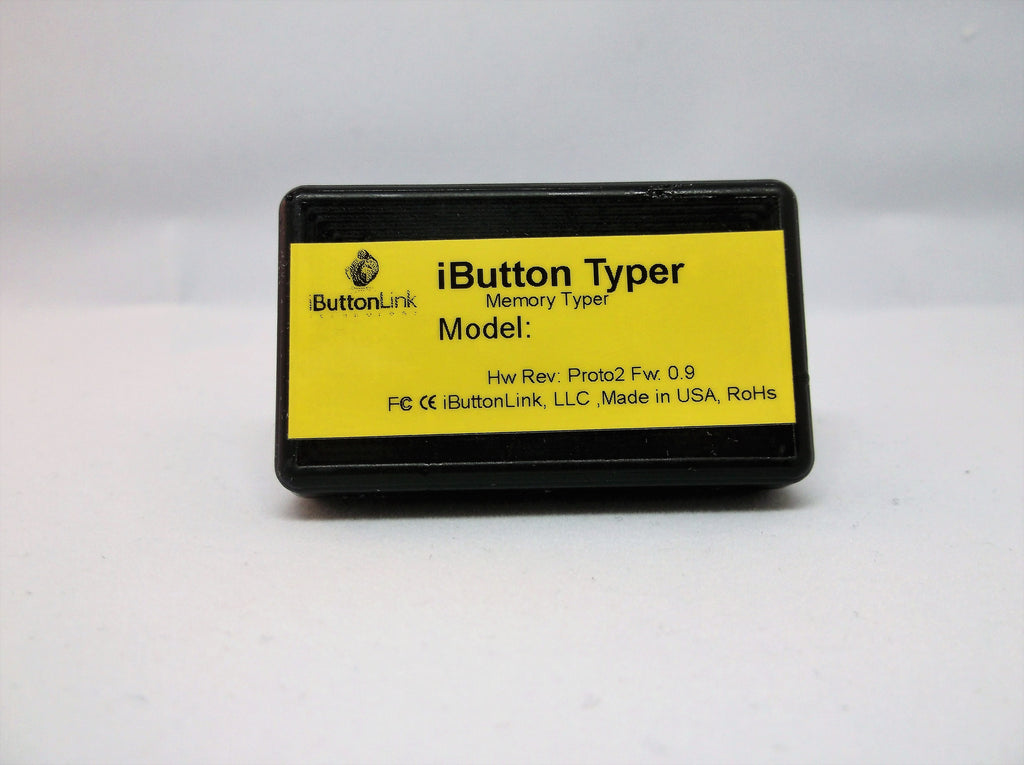 iButtonLink
TECHNOLOGY
iButton Typer
Memory Typer
Model:
Hw Rev: Proto2 Fw: 0.9
FC CE iButtonLink, LLC ,Made in USA, RoHs